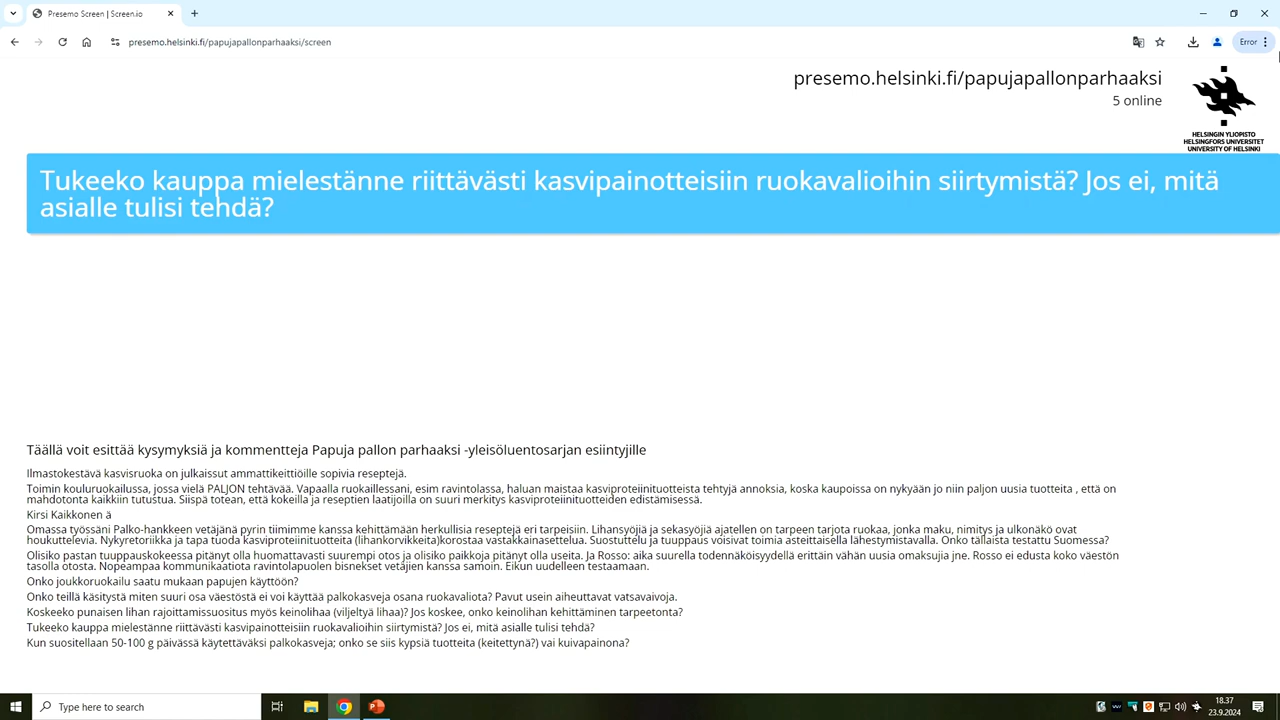 Presemo Screen | Screen.io
presemo.helsinki.fi/papujapallonparhaaksi/screen
Error
presemo.helsinki.fi/papujapallonparhaaksi
5 online
HELSINGIN YLIOPISTO
HELSINGFORS UNIVERSITET
UNIVERSITY OF HELSINKI
Tukeeko kauppa mielestänne riittävästi kasvipainotteisiin ruokavalioihin siirtymistä? Jos ei, mitä
asialle tulisi tehdä?
Täällä voit esittää kysymyksiä ja kommentteja Papuja pallon parhaaksi -yleisöluentosarjan esiintyjille
Ilmastokestävä kasvisruoka on julkaissut ammattikeittiöille sopivia reseptejä.
Toimin kouluruokailussa, jossa vielä PALJON tehtävää. Vapaalla ruokaillessani, esim ravintolassa, haluan maistaa kasviproteiinituotteista tehtyjä annoksia, koska kaupoissa on nykyään jo niin paljon uusia tuotteita , että on
mahdotonta kaikkiin tutustua. Siispä totean, että kokeilla ja reseptien laatijoilla on suuri merkitys kasviproteiinituotteiden edistämisessä.
Kirsi Kaikkonen ä
Omassa työssäni Palko-hankkeen vetäjänä pyrin tiimimme kanssa kehittämään herkullisia reseptejä eri tarpeisiin. Lihansyöjiä ja sekasyöjiä ajatellen on tarpeen tarjota ruokaa, jonka maku, nimitys ja ulkonäkö ovat
houkuttelevia. Nykyretoriikka ja tapa tuoda kasviproteiinituotteita (lihankorvikkeita)korostaa vastakkainasettelua. Suostuttelu ja tuuppaus voisivat toimia asteittaisella lähestymistavalla. Onko tällaista testattu Suomessa?
Olisiko pastan tuuppauskokeessa pitänyt olla huomattavasti suurempi otos ja olisiko paikkoja pitänyt olla useita. Ja Rosso: aika suurella todennäköisyydellä erittäin vähän uusia omaksujia jne. Rosso ei edusta koko väestön
tasolla otosta. Nopeampaa kommunikaatiota ravintolapuolen bisnekset vetäjien kanssa samoin. Eikun uudelleen testaamaan.
Onko joukkoruokailu saatu mukaan papujen käyttöön?
Onko teillä käsitystä miten suuri osa väestöstä ei voi käyttää palkokasveja osana ruokavaliota? Pavut usein aiheuttavat vatsavaivoja.
Koskeeko punaisen lihan rajoittamissuositus myös keinolihaa (viljeltyä lihaa)? Jos koskee, onko keinolihan kehittäminen tarpeetonta?
Tukeeko kauppa mielestänne riittävästi kasvipainotteisiin ruokavalioihin siirtymistä? Jos ei, mitä asialle tulisi tehdä?
Kun suositellaan 50-100 g päivässä käytettäväksi palkokasveja; onko se siis kypsiä tuotteita (keitettynä?) vai kuivapainona?
Type here to search
18.37
23.9.2024